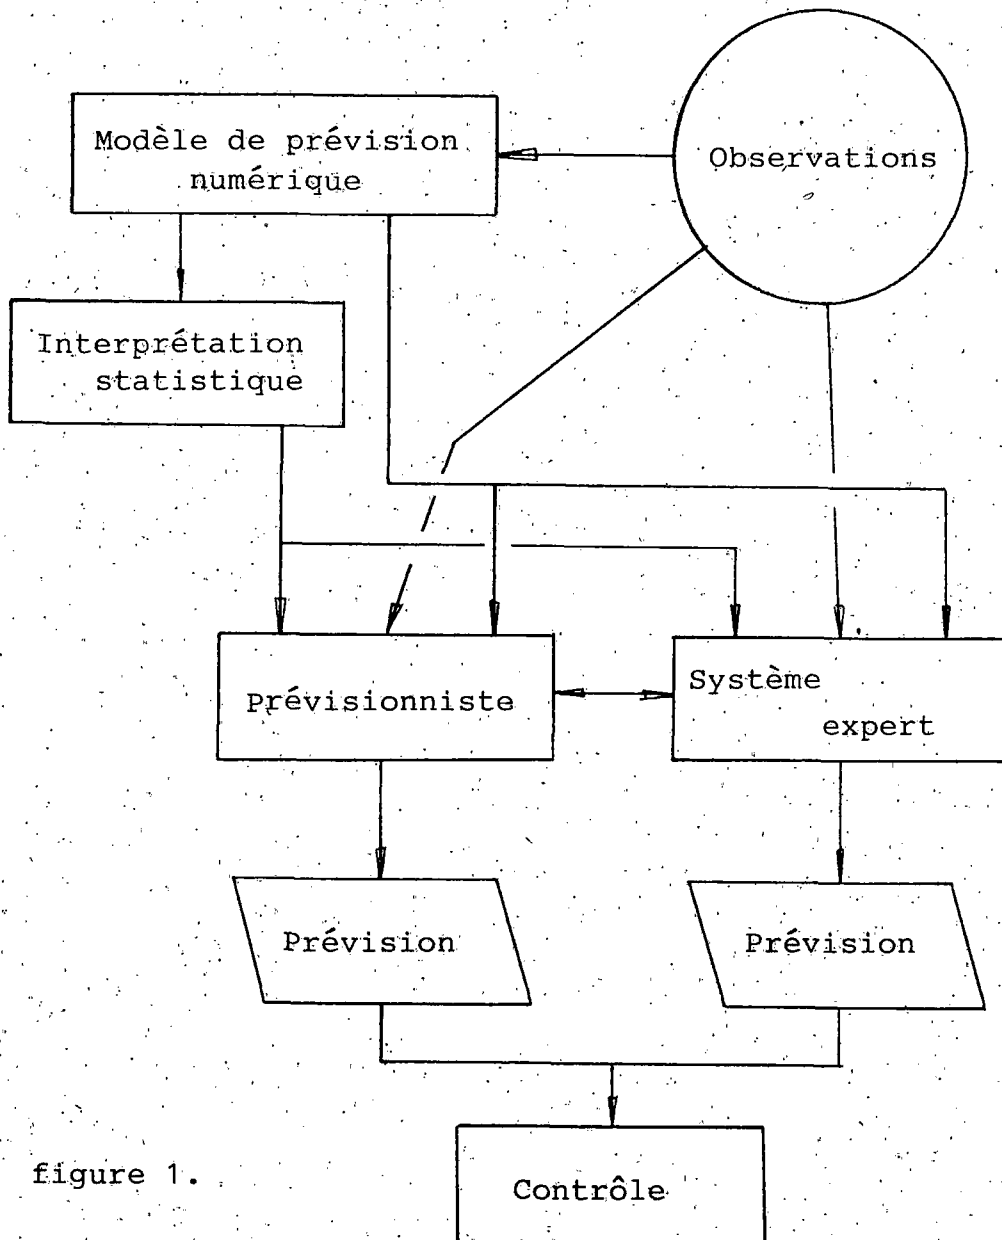 Modèle de prévision
numérique
Observations
Interprétation
statistique
Prévisionniste
Système
expert
Prévision
Prévision
Contrôle
figure 1.